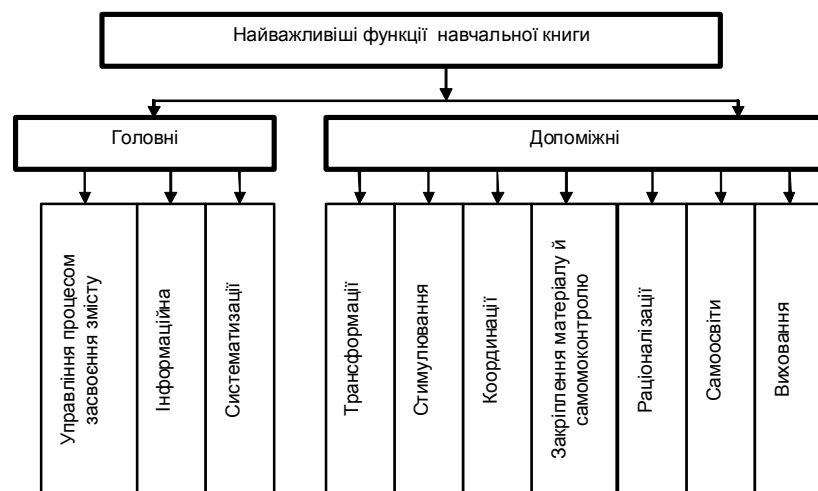 Найважливіші функції навчальної книги
Головні
Допоміжні
Управління процесом
засвоєння змісту
Інформаційна
Систематизації
Трансформації
Стимулювання
Координації
Закріплення матеріалу й
самомоконтролю
Раціоналізації
Самоосвіти
Виховання